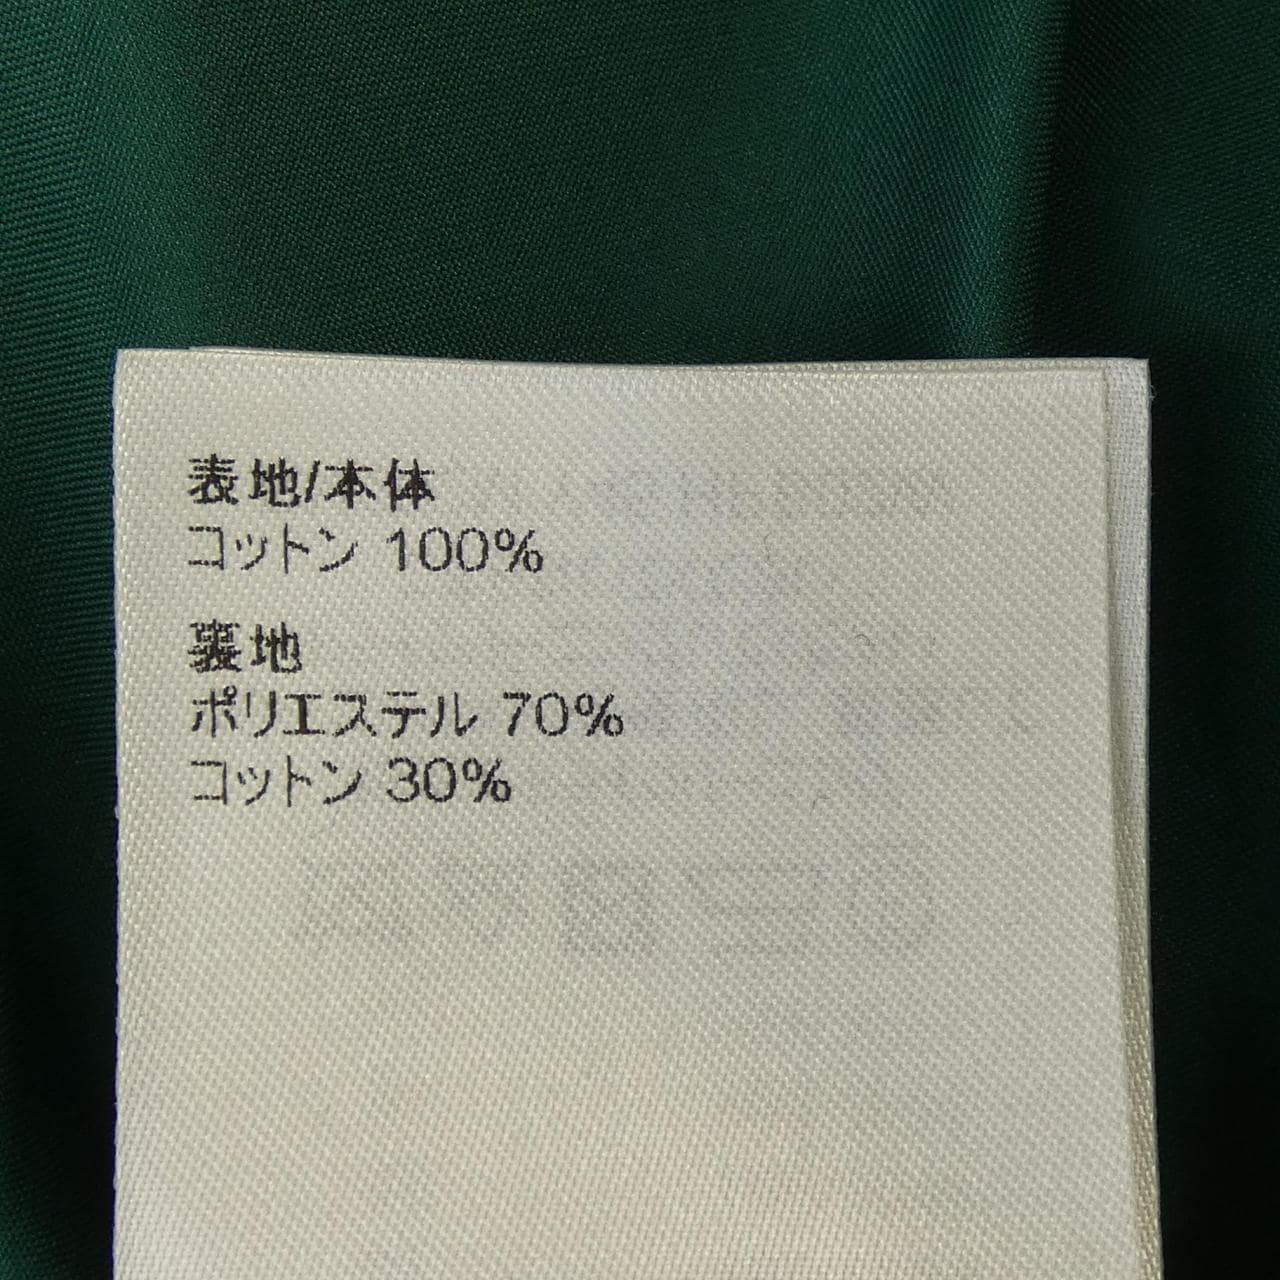 表地/本体
コットン 100%
裏地
ポリエステル 70%
コットン 30%